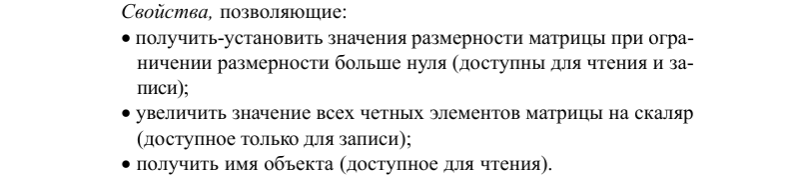 Свойства, позволяющие:
• получить-установить значения размерности матрицы при огра-
ничении размерности больше нуля (доступны для чтения и за-
писи);
• увеличить значение всех четных элементов матрицы на скаляр
(доступное только для записи);
• получить имя объекта (доступное для чтения).